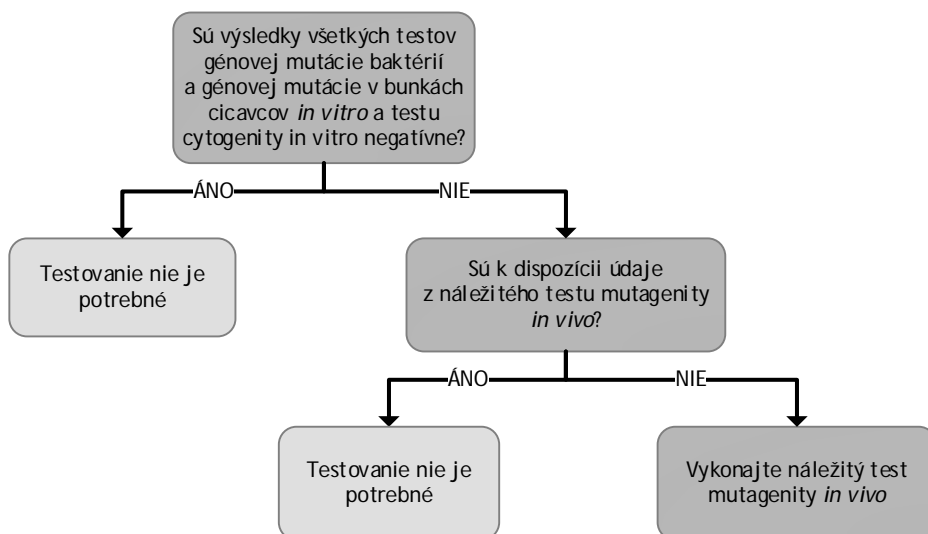 Sú výsledky všetkých testov
génovej mutácie baktérií
a génovej mutácie v bunkách
cicavcov in vitro a testu
cytogenity in vitro negatívne?
ÁNO
NIE
Testovanie nie je
potrebné
Sú k dispozícii údaje
z náležitého testu mutagenity
in vivo?
ÁNO
NIE
Testovanie nie je
potrebné
Vykonajte náležitý test
mutagenity in vivo